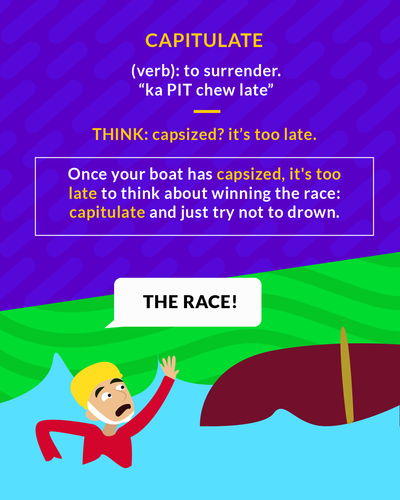 CAPITULATE
(verb): to surrender.
“ka PIT chew late”
THINK: capsized? it’s too late.
Once your boat has capsized, it's too
late to think about winning the race:
capitulate and just try not to drown.
THE RACE!